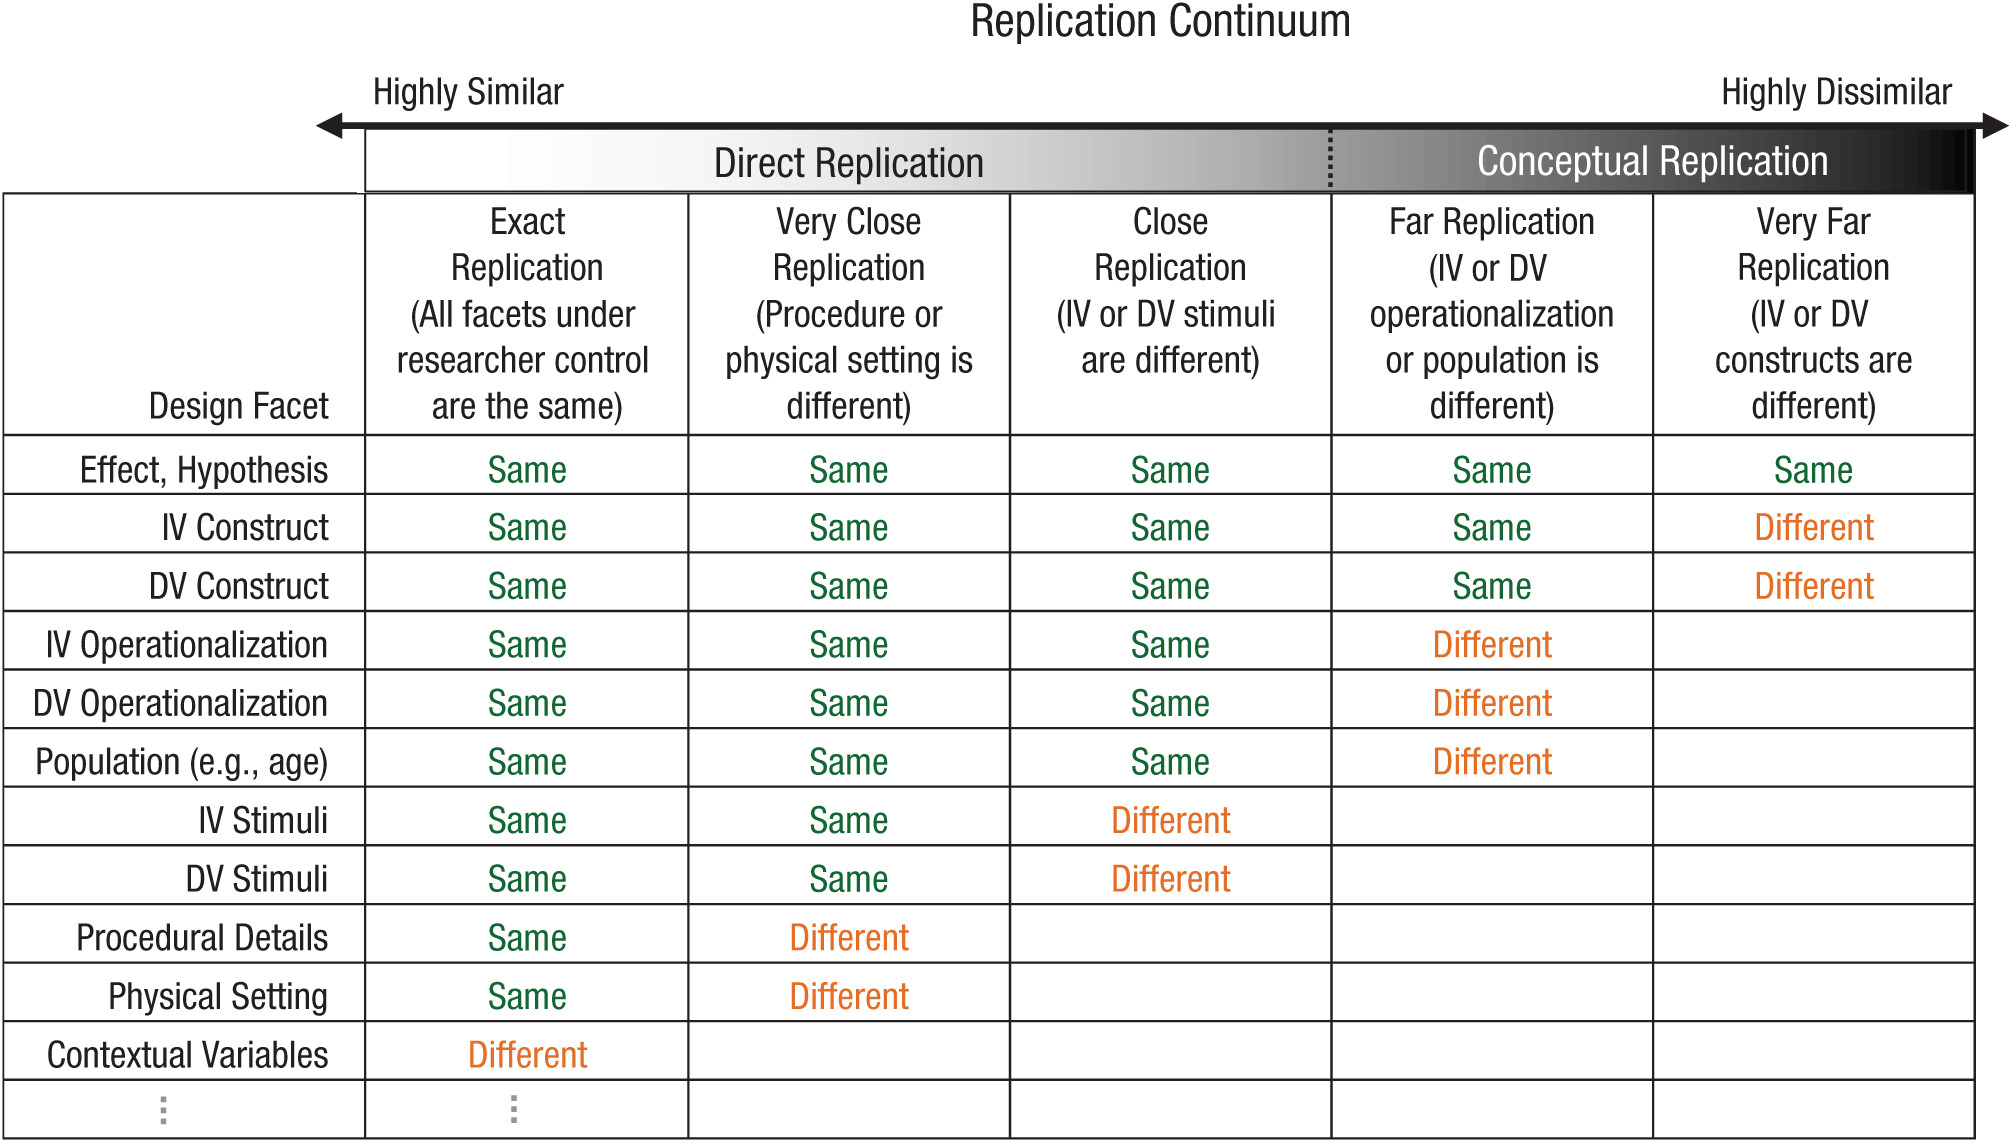 Replication Continuum
Highly Similar
Highly Dissimilar
Direct Replication
Conceptual Replication
Design Facet
Exact
Replication
(All facets under
researcher control
are the same)
Very Close
Replication
(Procedure or
physical setting is
different)
Close
Replication
(IV or DV stimuli
are different)
Far Replication
(IV or DV
operationalization
or population is
different)
Very Far
Replication
(IV or DV
constructs are
different)
Effect, Hypothesis Same Same Same Same Same
IV Construct Same Same Same Same Different
DV Construct Same Same Same Same Different
IV Operationalization Same Same Same Different
DV Operationalization Same Same Same Different
Population (e.g., age) Same Same Same Different
IV Stimuli Same Same Different
DV Stimuli Same Same Different
Procedural Details Same Different
Physical Setting Same Different
Contextual Variables Different
⋮ ⋮